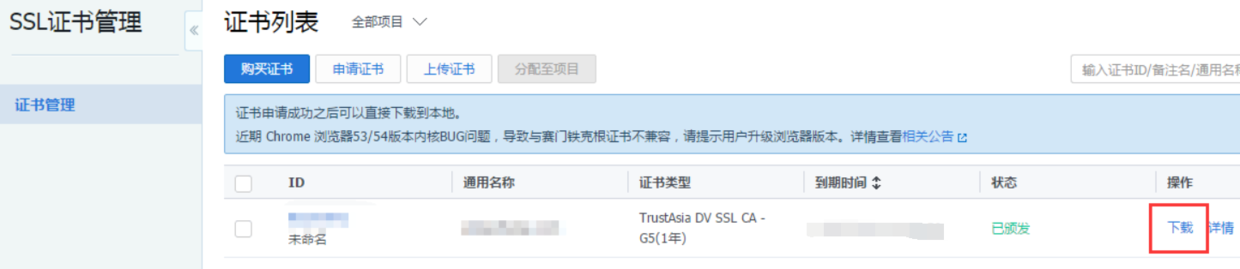 SSL证书管理
«
证书管理
证书列表 全部项目
购买证书 申请证书 上传证书 分配至项目
输入证书ID/备注名/通用名称
证书申请成功之后可以直接下载到本地。
近期 Chrome 浏览器53/54版本内核BUG问题，导致与赛门铁克根证书不兼容，请提示用户升级浏览器版本。详情查看相关公告
ID 通用名称 证书类型 到期时间 状态 操作
未命名
TrustAsia DV SSL CA -
G5(1年)
已颁发
下载 详情